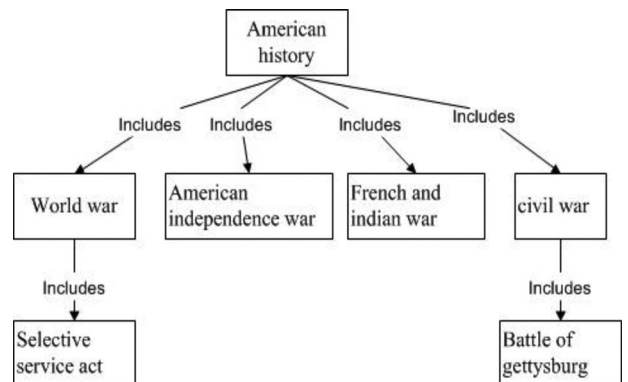 American
history
Includes
Includes
Includes
Includes
World war
American
independence war
French and
indian war
civil war
Includes
Includes
Selective
service act
Battle of
gettysburg